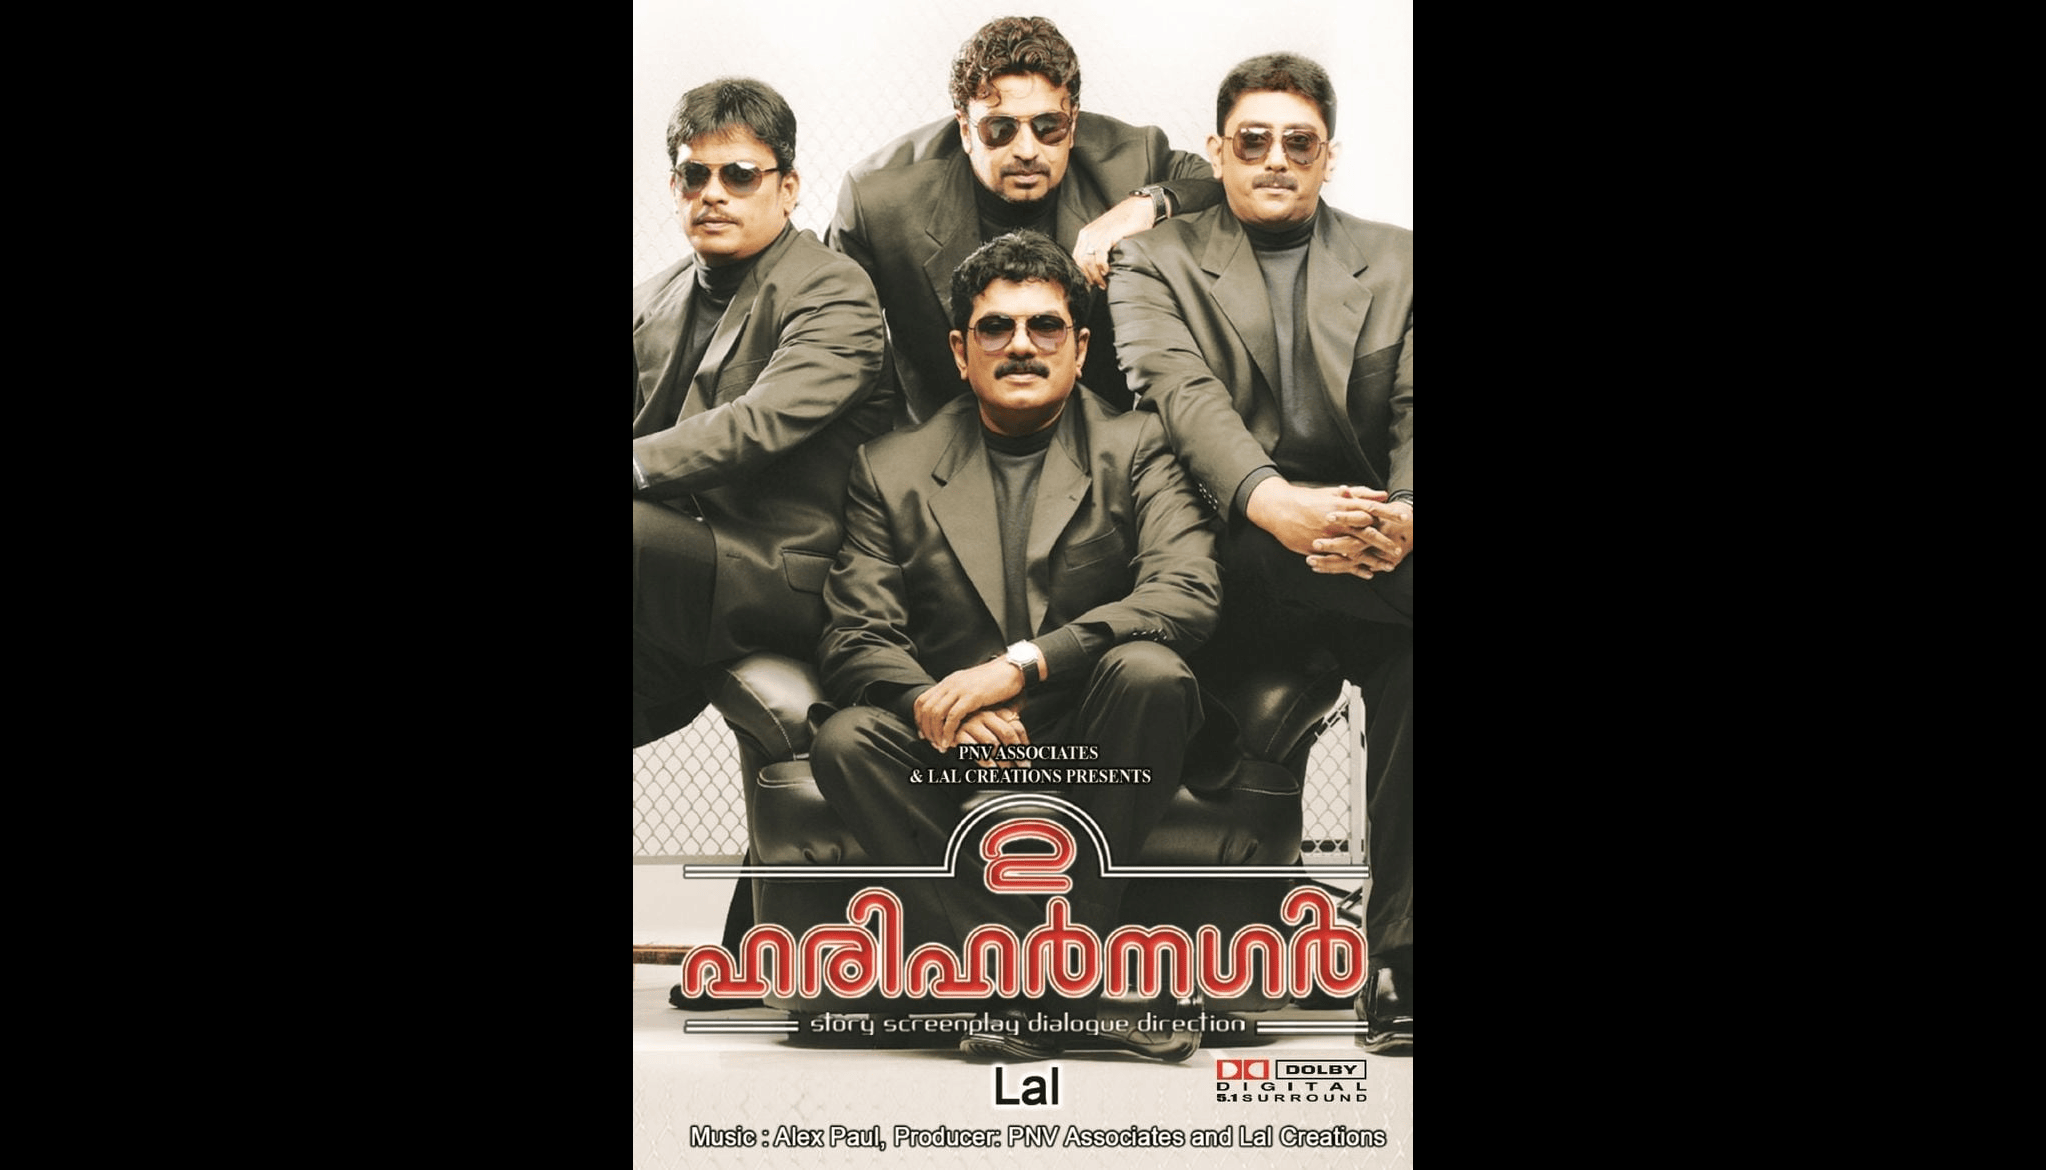 PNV ASSOCIATES
& LAL CREATIONS PRESENTS
ഇ
ഹരിഹർനഗർ
story screenplay dialogue direction
Lal
DOLBY
DIGITAL
5.1 SURROUND
Music : Alex Paul, Producer: PNV Associates and Lal Creations